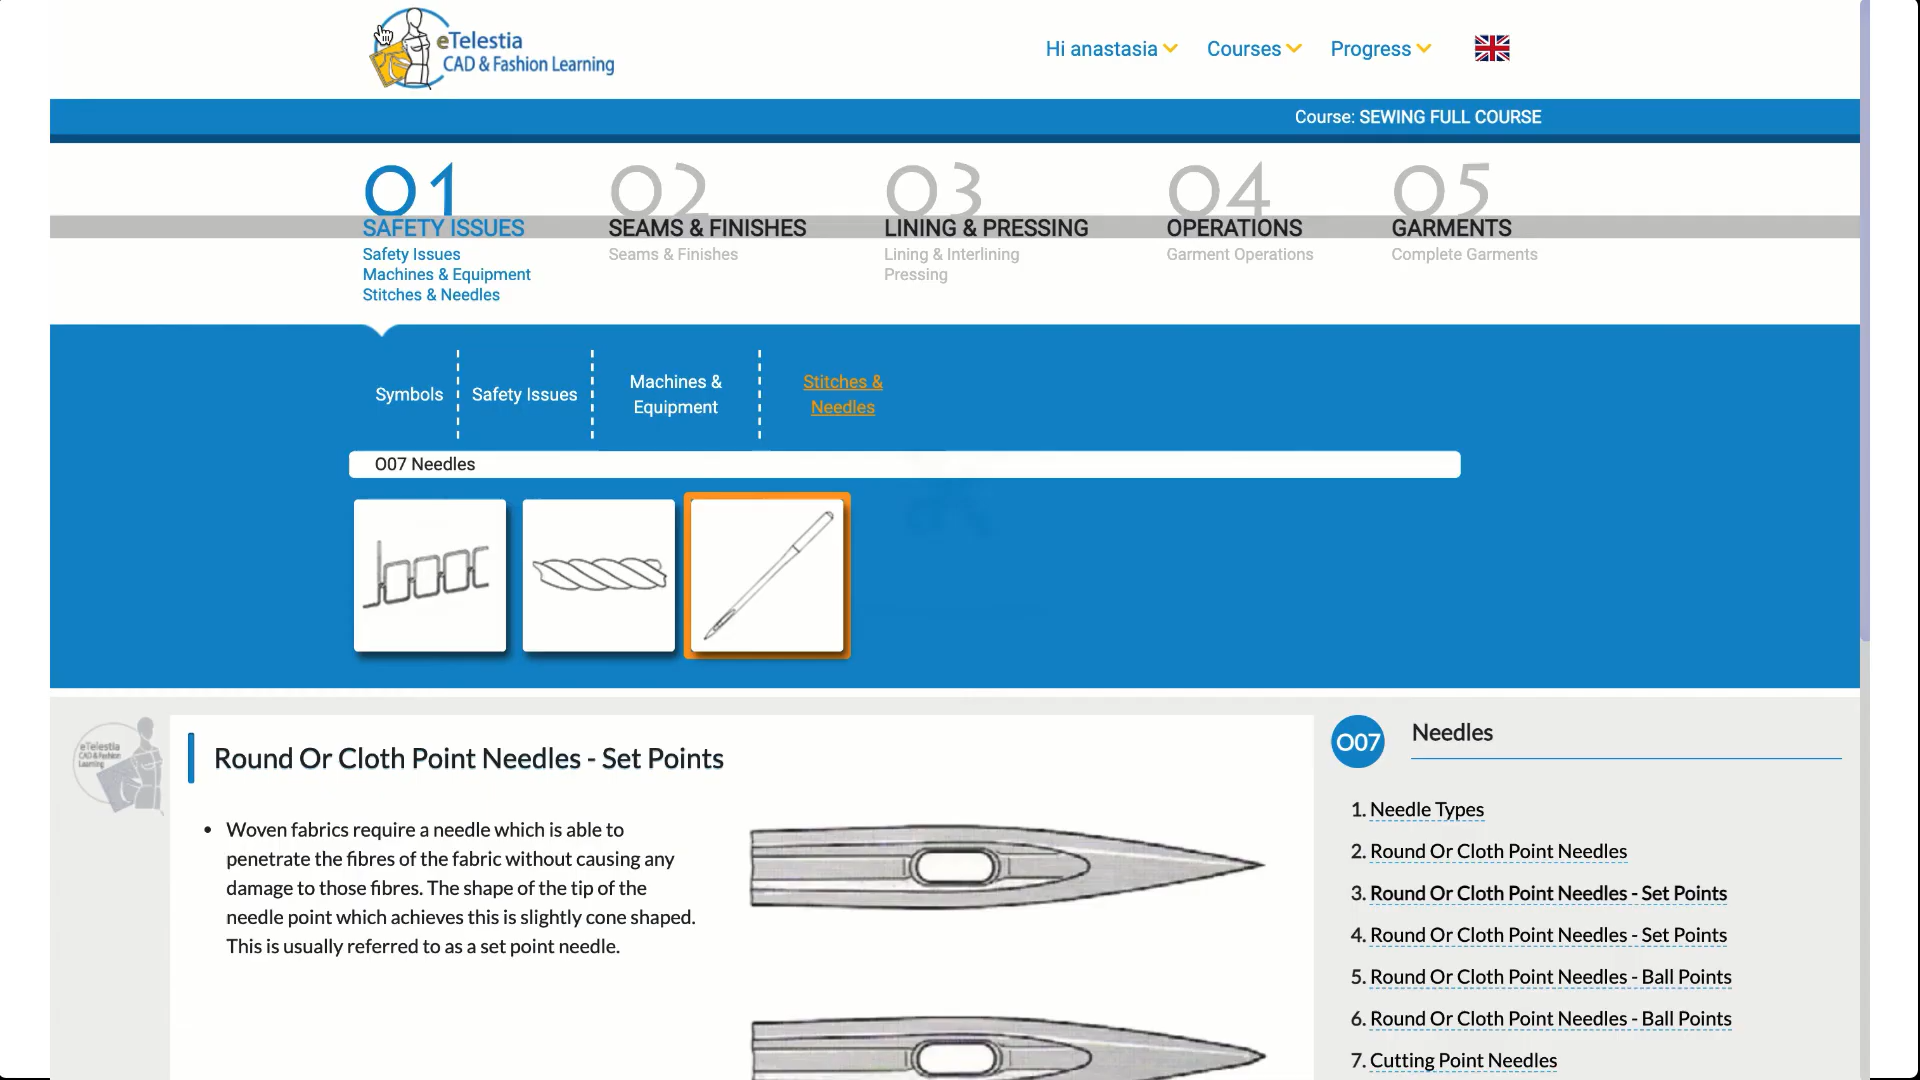 eTelestia
CAD & Fashion Learning
Hi anastasia
Courses
Progress
Course: SEWING FULL COURSE
01
SAFETY ISSUES
Safety Issues
Machines & Equipment
Stitches & Needles
02
SEAMS & FINISHES
Seams & Finishes
03
LINING & PRESSING
Lining & Interlining
Pressing
04
OPERATIONS
Garment Operations
05
GARMENTS
Complete Garments
Symbols
Safety Issues
Machines &
Equipment
Stitches &
Needles
O07 Needles
eTelestia
CAD & Fashion
Learning
Round Or Cloth Point Needles - Set Points
• Woven fabrics require a needle which is able to
penetrate the fibres of the fabric without causing any
damage to those fibres. The shape of the tip of the
needle point which achieves this is slightly cone shaped.
This is usually referred to as a set point needle.
O07
Needles
1. Needle Types
2. Round Or Cloth Point Needles
3. Round Or Cloth Point Needles - Set Points
4. Round Or Cloth Point Needles - Set Points
5. Round Or Cloth Point Needles - Ball Points
6. Round Or Cloth Point Needles - Ball Points
7. Cutting Point Needles